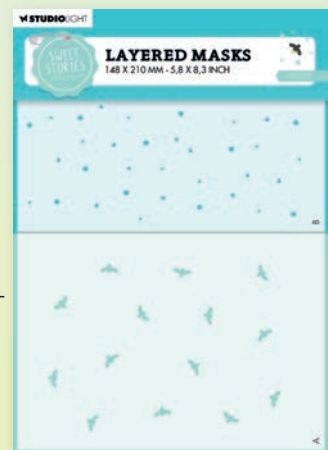 STUDIOLIGHT
SWEET
STORIES
LAYERED MASKS
148 X 210 MM - 5,8 X 8,3 INCH
B
A